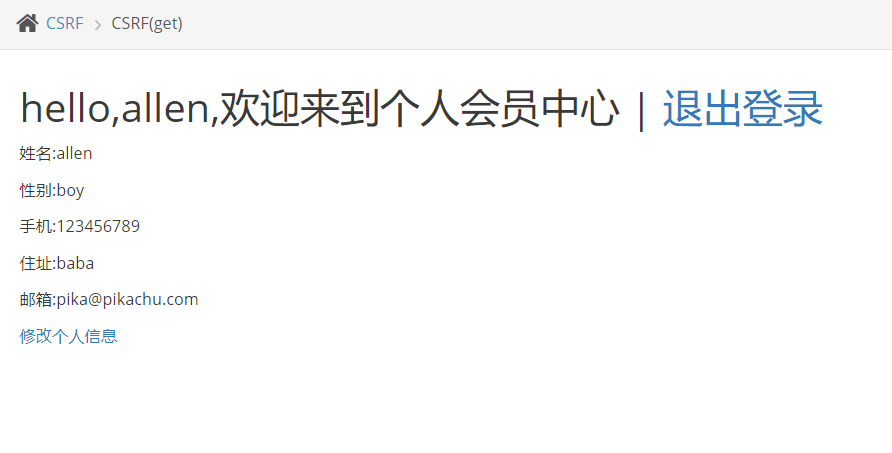 CSRF > CSRF(get)
hello,allen,欢迎来到个人会员中心 | 退出登录
姓名:allen
性别:boy
手机:123456789
住址:baba
邮箱:pika@pikachu.com
修改个人信息